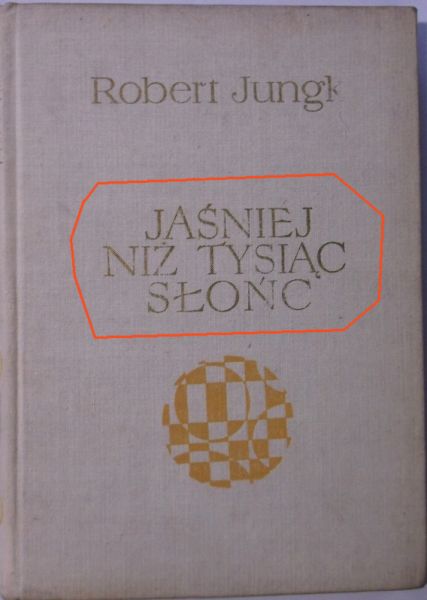 Robert Jungk
JAŚNIEJ
NIŻ TYSIĄC
SŁOŃC